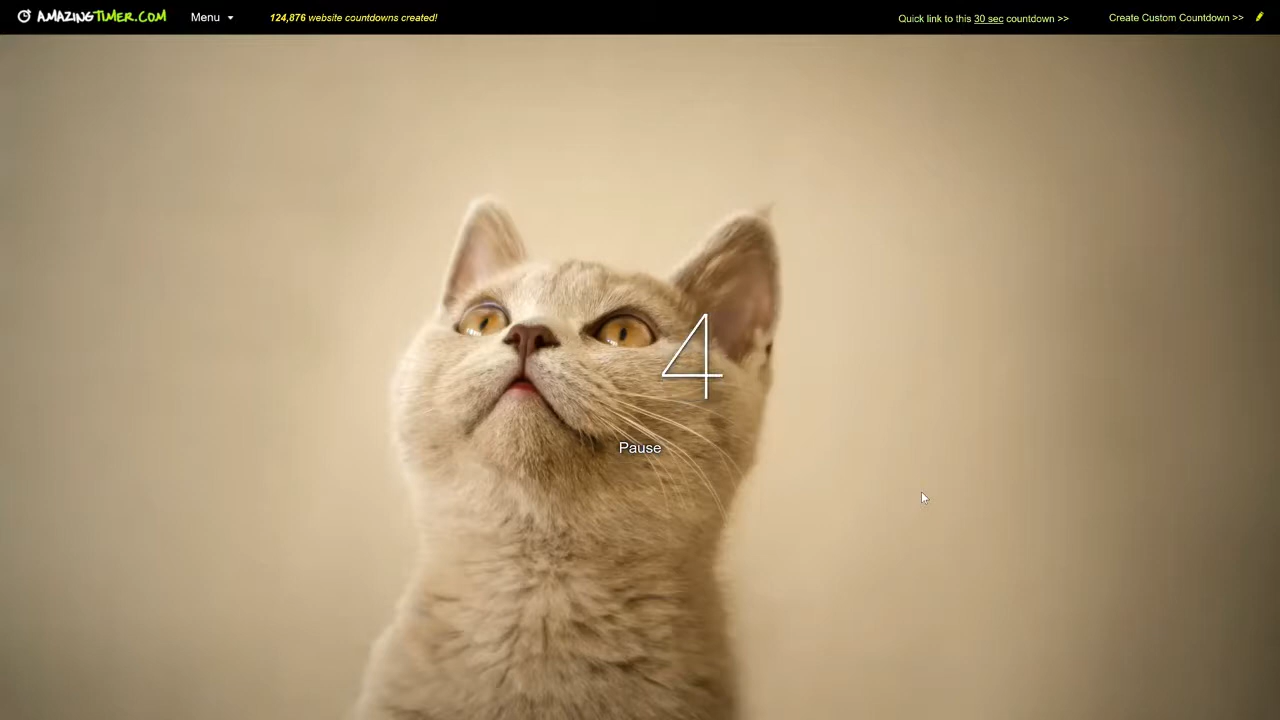 AMAZINGTIMER.COM Menu 124,876 website countdowns created! Quick link to this 30 sec countdown >> Create Custom Countdown >>
4
Pause